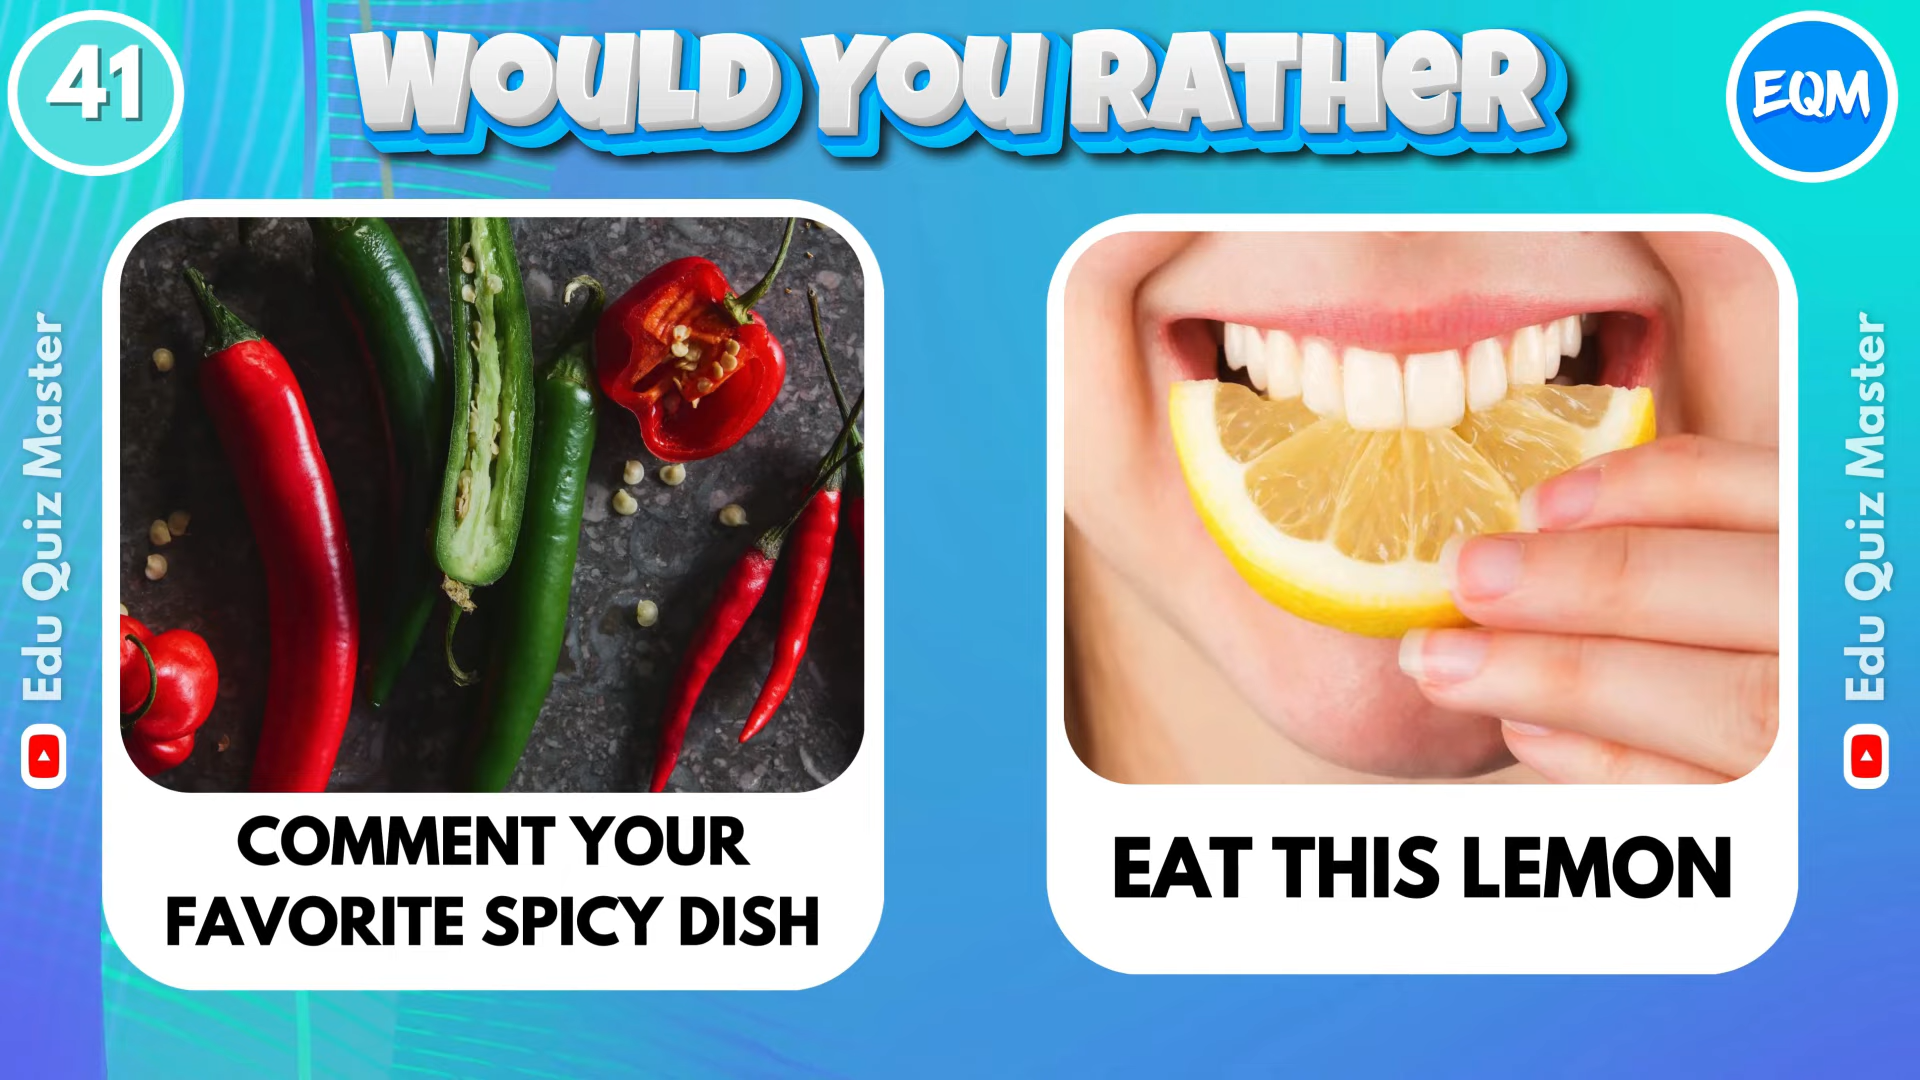 41
WOULD YOU RATHER
EQM
Edu Quiz Master
COMMENT YOUR
FAVORITE SPICY DISH
EAT THIS LEMON
Edu Quiz Master